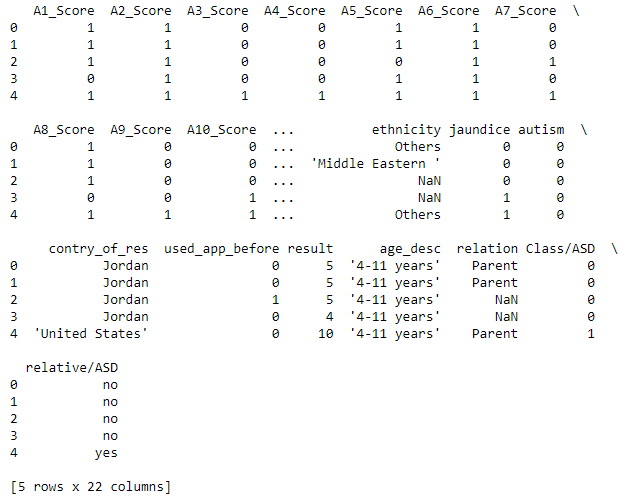 A1_Score  A2_Score  A3_Score  A4_Score  A5_Score  A6_Score  A7_Score  \
0         1         1         0         0         1         1         0
1         1         1         0         0         1         1         0
2         1         1         0         0         0         1         1
3         0         1         0         0         1         1         0
4         1         1         1         1         1         1         1
   A8_Score  A9_Score  A10_Score  ...          ethnicity jaundice autism  \
0         1         0          0  ...             Others        0      0
1         1         0          0  ...  'Middle Eastern '        0      0
2         1         0          0  ...                NaN        0      0
3         0         0          1  ...                NaN        1      0
4         1         1          1  ...             Others        1      0
     contry_of_res  used_app_before result      age_desc  relation Class/ASD  \
0           Jordan                0      5  '4-11 years'    Parent         0
1           Jordan                0      5  '4-11 years'    Parent         0
2           Jordan                1      5  '4-11 years'       NaN         0
3           Jordan                0      4  '4-11 years'       NaN         0
4  'United States'                0     10  '4-11 years'    Parent         1
  relative/ASD
0           no
1           no
2           no
3           no
4          yes
[5 rows x 22 columns]